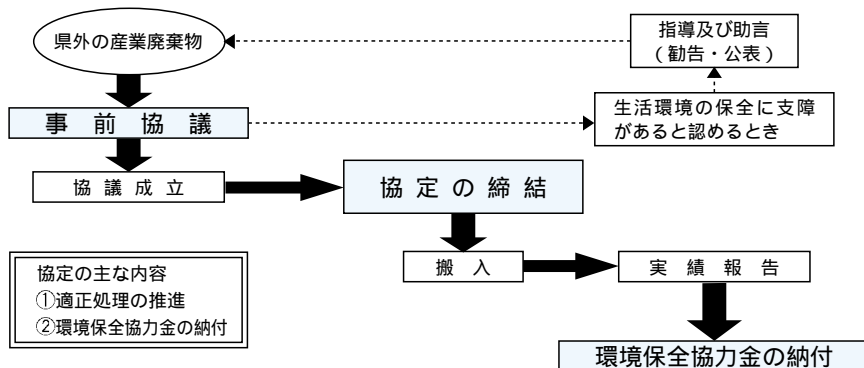 県外の産業廃棄物
指導及び助言
(勧告・公表)
生活環境の保全に支障
があると認めるとき
事前協議
協議成立
協定の締結
搬入
実績報告
協定の主な内容
①適正処理の推進
②環境保全協力金の納付
環境保全協力金の納付